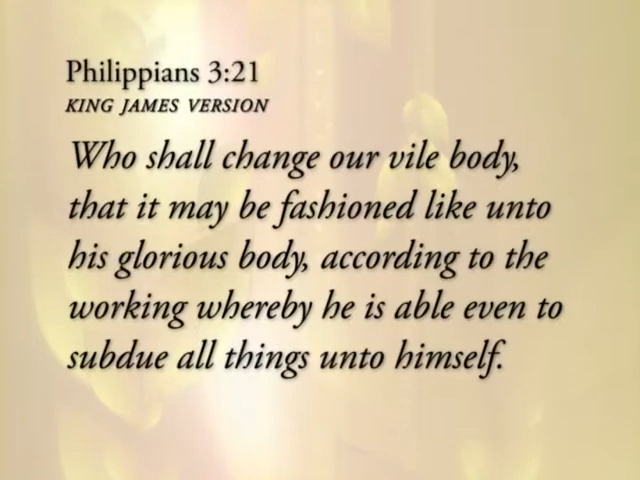 Philippians 3:21
KING JAMES VERSION
Who shall change our vile body,
that it may be fashioned like unto
his glorious body, according to the
working whereby he is able even to
subdue all things unto himself.